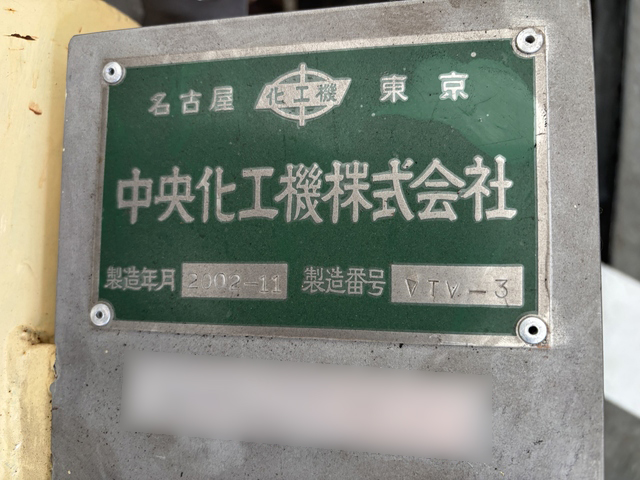 名古屋 化工機 東京
中央化工機株式会社
製造年月 2002-11 製造番号 VTV-3